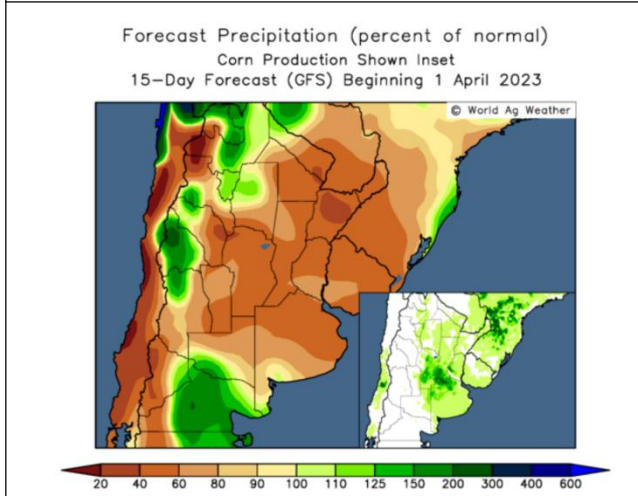 Forecast Precipitation (percent of normal)
Corn Production Shown Inset
15-Day Forecast (GFS) Beginning 1 April 2023
© World Ag Weather
20 40 60 80 90 100 110 125 150 200 300 400 600